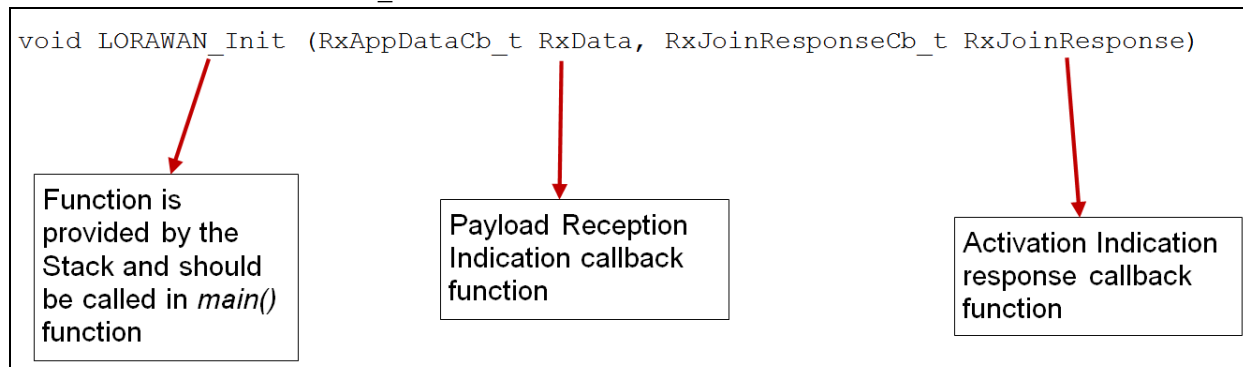 void LORAWAN_Init (RxAppDataCb_t RxData, RxJoinResponseCb_t RxJoinResponse)
Function is
provided by the
Stack and should
be called in main()
function
Payload Reception
Indication callback
function
Activation Indication
response callback
function